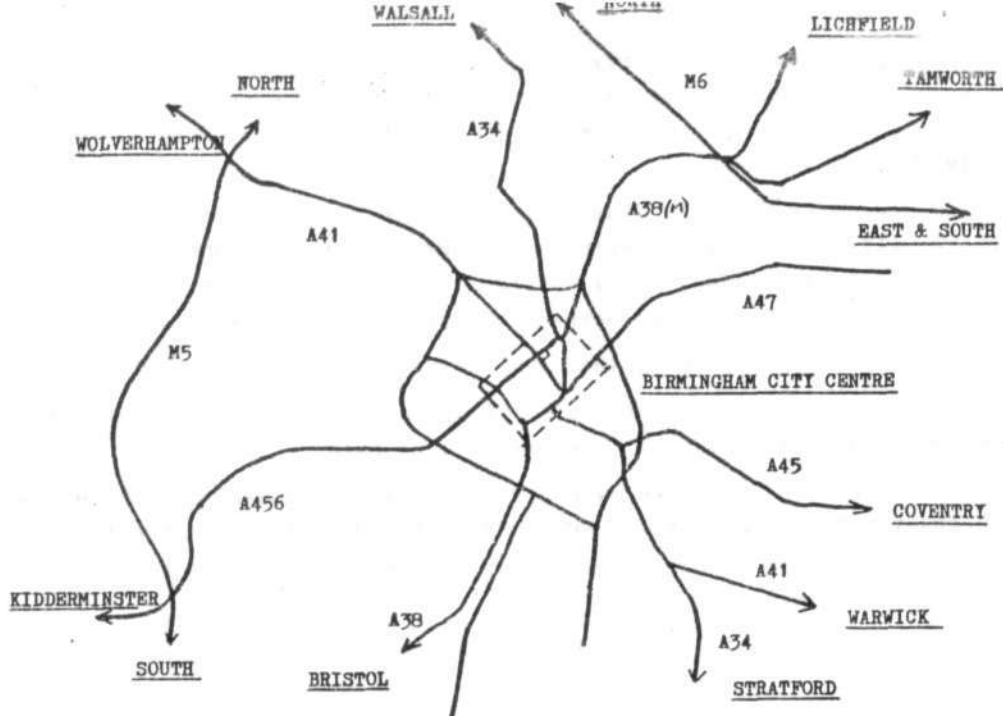 WALSALL
NORTH
LICHFIELD
TAMWORTH
M6
NORTH
A34
WOLVERHAMPTON
A38(M)
A41
EAST & SOUTH
A47
M5
BIRMINGHAM CITY CENTRE
A45
A456
COVENTRY
A41
KIDDERMINSTER
A38
WARWICK
A34
SOUTH
BRISTOL
STRATFORD